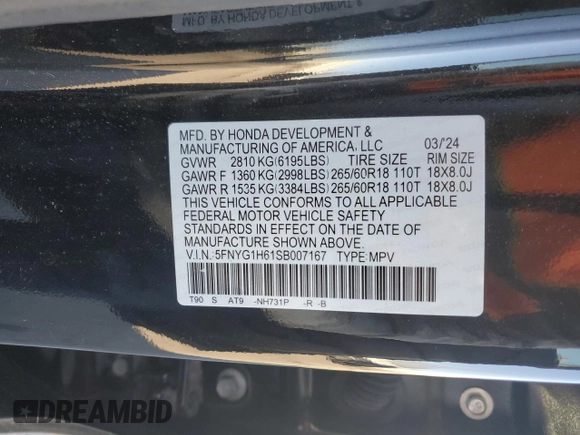 MFD. BY HONDA DEVELOPMENT &
MANUFACTURING OF AMERICA, LLC 03/'24
GVWR 2810 KG(6195LBS) TIRE SIZE RIM SIZE
GAWR F 1360 KG(2998LBS) 265/60R18 110T 18X8.0J
GAWR R 1535 KG(3384LBS) 265/60R18 110T 18X8.0J
THIS VEHICLE CONFORMS TO ALL APPLICABLE
FEDERAL MOTOR VEHICLE SAFETY
STANDARDS IN EFFECT ON THE DATE OF
MANUFACTURE SHOWN ABOVE.
V.I.N.:5FNYG1H61SB007167 TYPE:MPV
T90 S AT9 -NH731P -R -B
DREAMBID